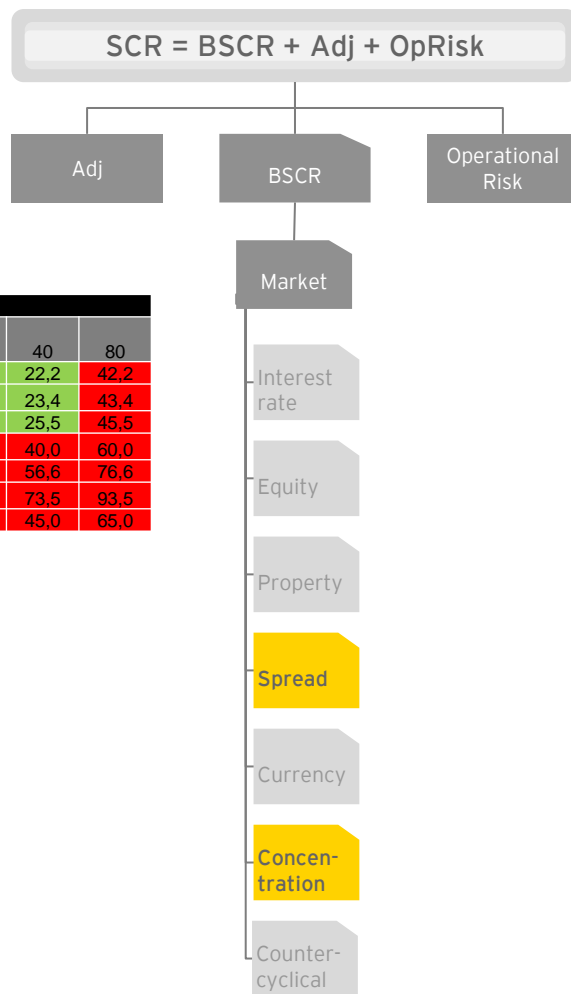 SCR = BSCR + Adj + OpRisk
Adj
BSCR
Operational
Risk
Market
40 80
22,2 42,2
23,4 43,4
25,5 45,5
40,0 60,0
56,6 76,6
73,5 93,5
45,0 65,0
Interest
rate
Equity
Property
Spread
Currency
Concen-
tration
Counter-
cyclical